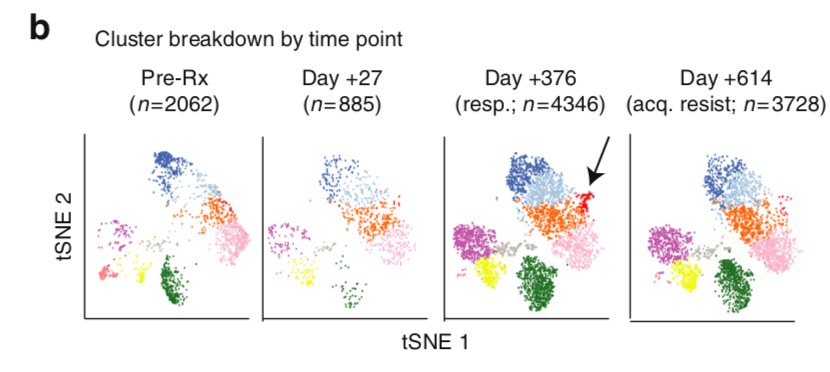 b
Cluster breakdown by time point
Pre-Rx
(n=2062)
Day +27
(n=885)
Day +376
(resp.; n=4346)
Day +614
(acq. resist; n=3728)
tSNE 2
tSNE 1